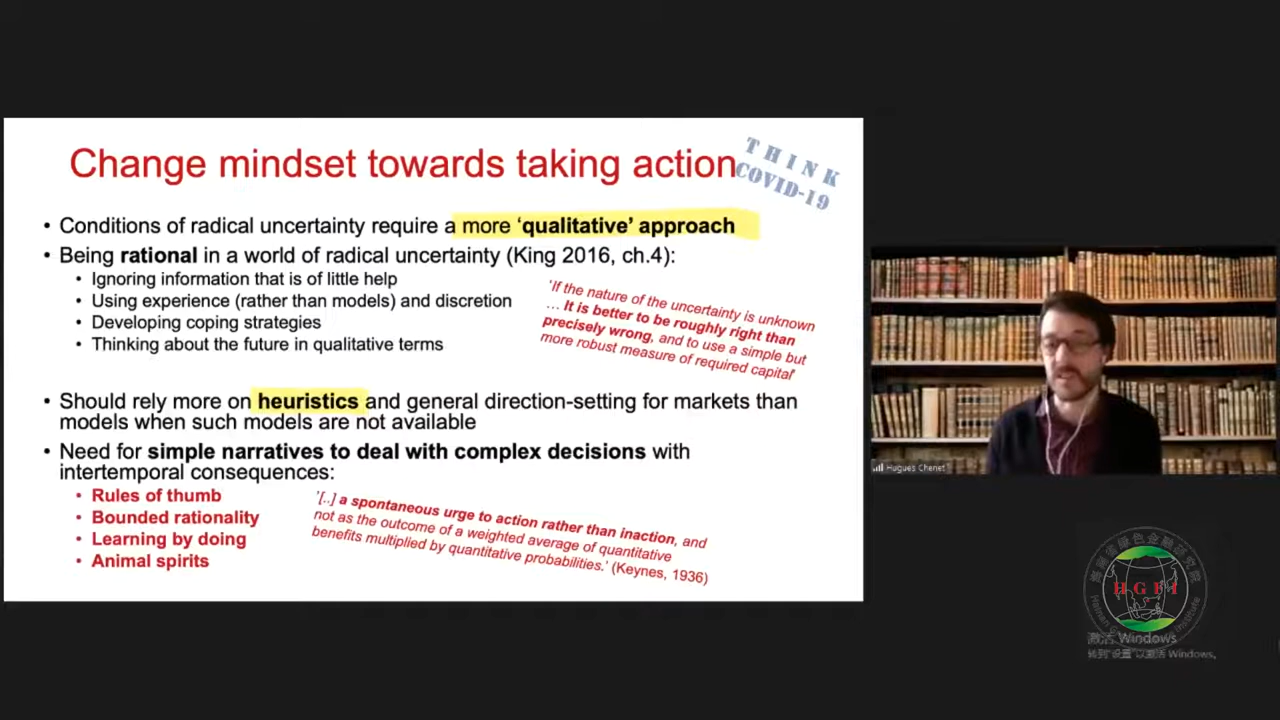 Change mindset towards taking action
THINK
COVID-19
• Conditions of radical uncertainty require a more ‘qualitative’ approach
• Being rational in a world of radical uncertainty (King 2016, ch.4):
• Ignoring information that is of little help
• Using experience (rather than models) and discretion
• Developing coping strategies
• Thinking about the future in qualitative terms
‘If the nature of the uncertainty is unknown
… It is better to be roughly right than
precisely wrong, and to use a simple but
more robust measure of required capital’
• Should rely more on heuristics and general direction-setting for markets than
models when such models are not available
• Need for simple narratives to deal with complex decisions with
intertemporal consequences:
• Rules of thumb
• Bounded rationality
• Learning by doing
• Animal spirits
‘[..] a spontaneous urge to action rather than inaction, and
not as the outcome of a weighted average of quantitative
benefits multiplied by quantitative probabilities.’ (Keynes, 1936)
Hugues Chenet
HGFI
激活 Windows
转到"设置"以激活 Windows。